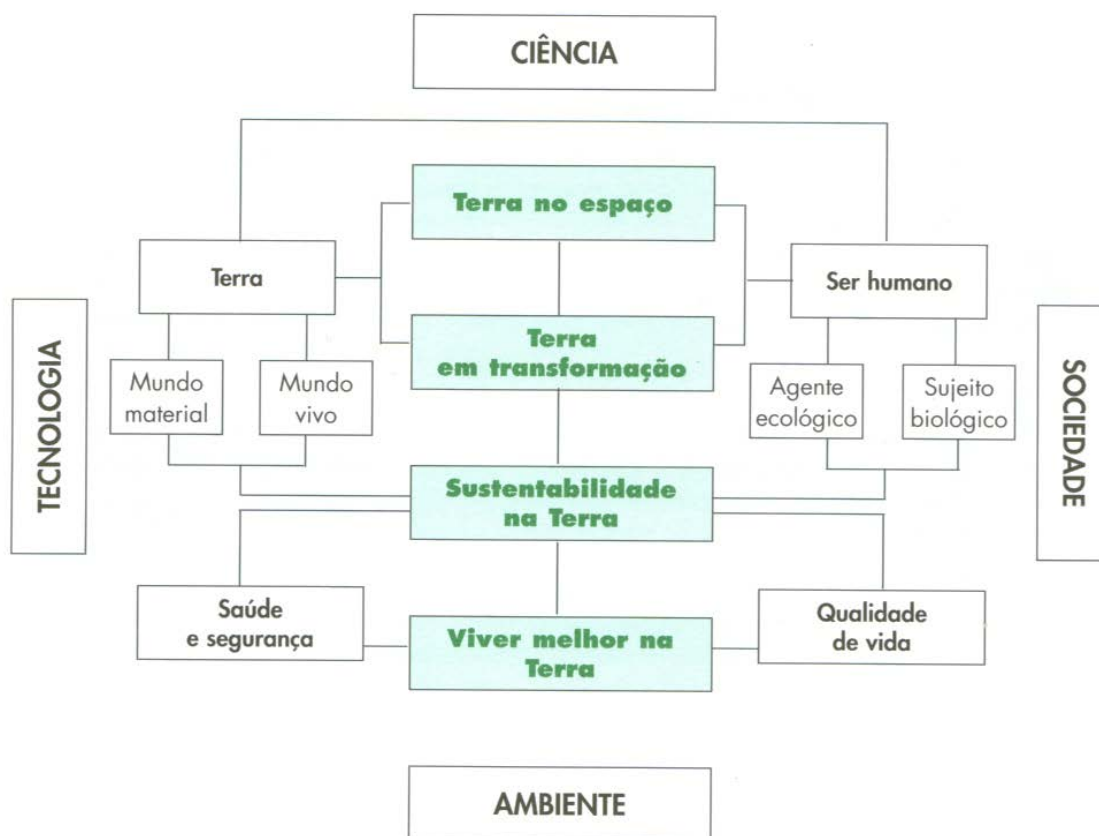 CIÊNCIA
Terra no espaço
Terra
Ser humano
Terra
em transformação
TECNOLOGIA
SOCIEDADE
Mundo
material
Mundo
vivo
Agente
ecológico
Sujeito
biológico
Sustentabilidade
na Terra
Saúde
e segurança
Viver melhor na
Terra
Qualidade
de vida
AMBIENTE